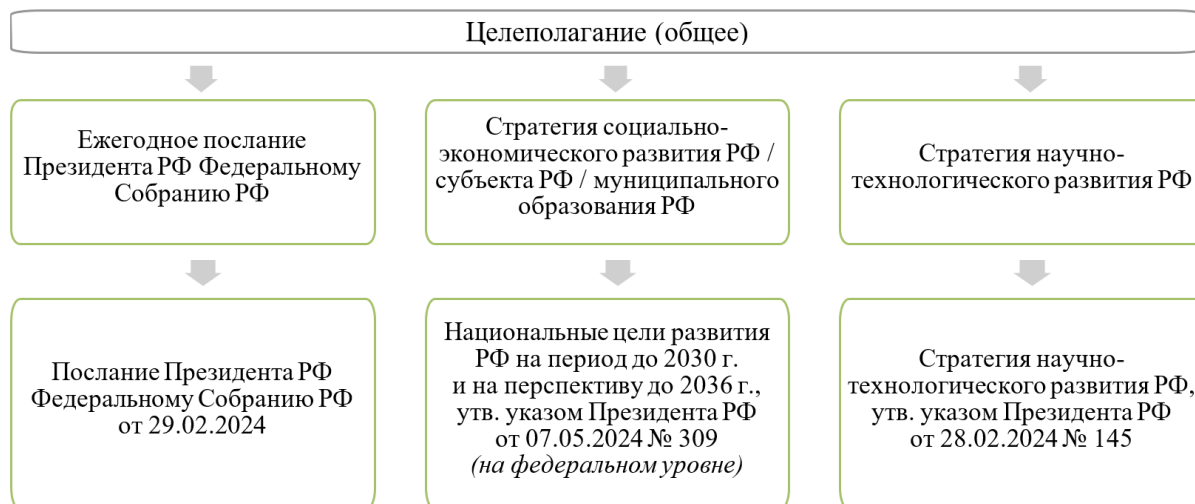 Целеполагание (общее)
Ежегодное послание
Президента РФ Федеральному
Собранию РФ
Стратегия социально-
экономического развития РФ /
субъекта РФ / муниципального
образования РФ
Стратегия научно-
технологического развития РФ
Послание Президента РФ
Федеральному Собранию РФ
от 29.02.2024
Национальные цели развития
РФ на период до 2030 г.
и на перспективу до 2036 г.,
утв. указом Президента РФ
от 07.05.2024 № 309
(на федеральном уровне)
Стратегия научно-
технологического развития РФ,
утв. указом Президента РФ
от 28.02.2024 № 145